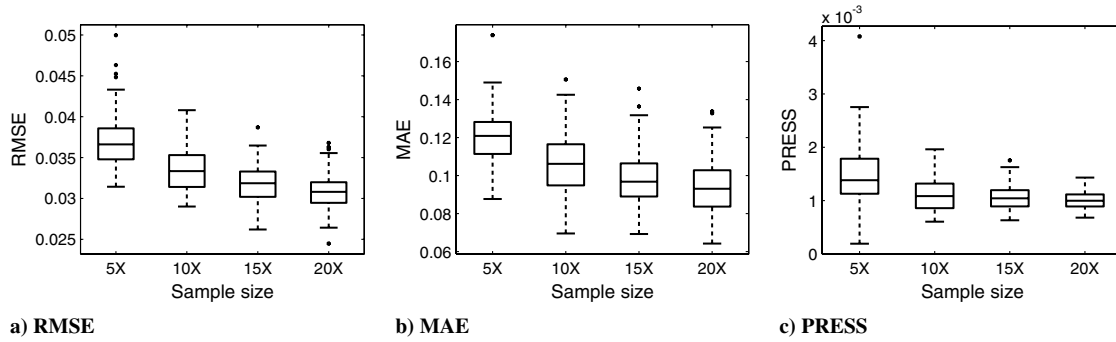 0.05
0.045
0.04
0.035
0.03
0.025
RMSE
5X 10X 15X 20X
Sample size
a) RMSE
0.16
0.14
0.12
0.1
0.08
0.06
MAE
5X 10X 15X 20X
Sample size
b) MAE
x 10⁻³
4
3
2
1
0
PRESS
5X 10X 15X 20X
Sample size
c) PRESS